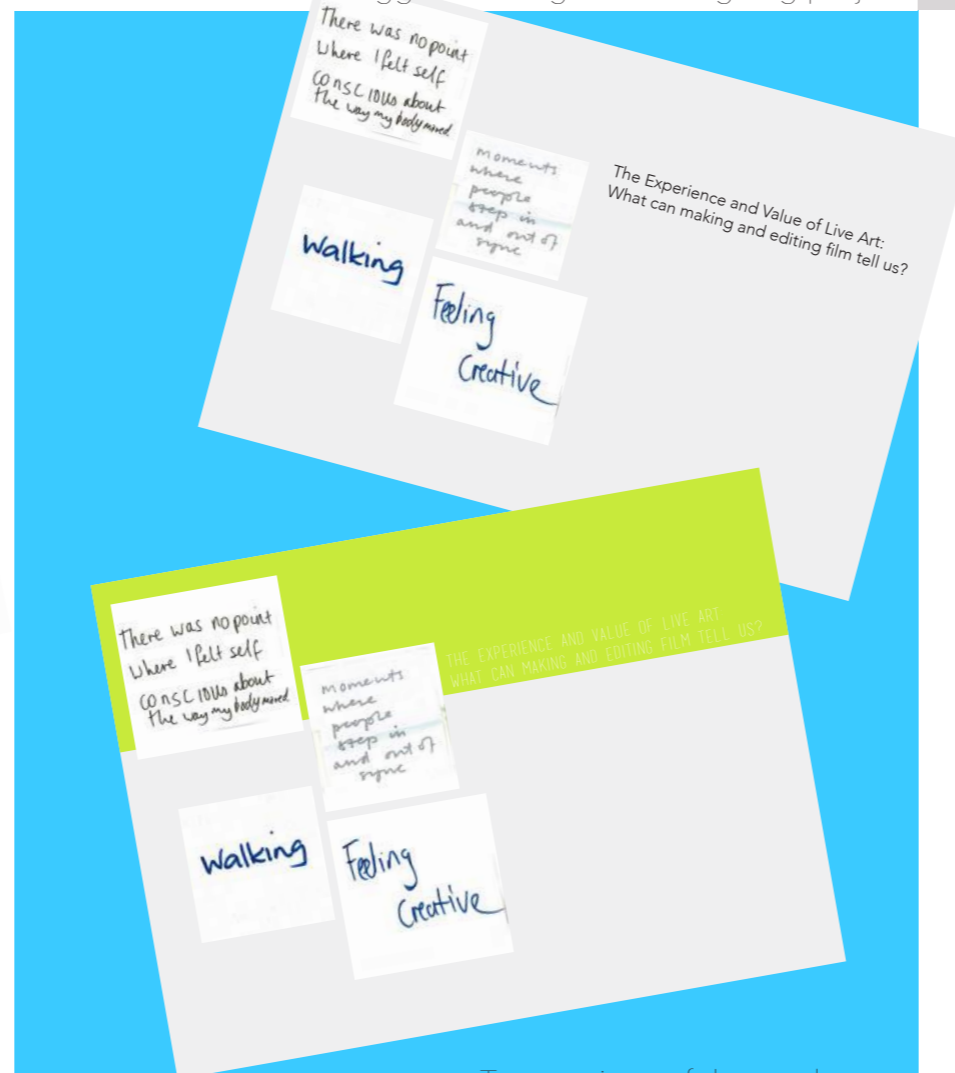 There was no point
where I felt self
conscious about
the way my body moved
moments
where
people
step in
and out of
sync
Walking
Feeling
Creative
The Experience and Value of Live Art:
What can making and editing film tell us?
There was no point
where I felt self
conscious about
the way my body moved
moments
where
people
step in
and out of
sync
THE EXPERIENCE AND VALUE OF LIVE ART
WHAT CAN MAKING AND EDITING FILM TELL US?
Walking
Feeling
Creative